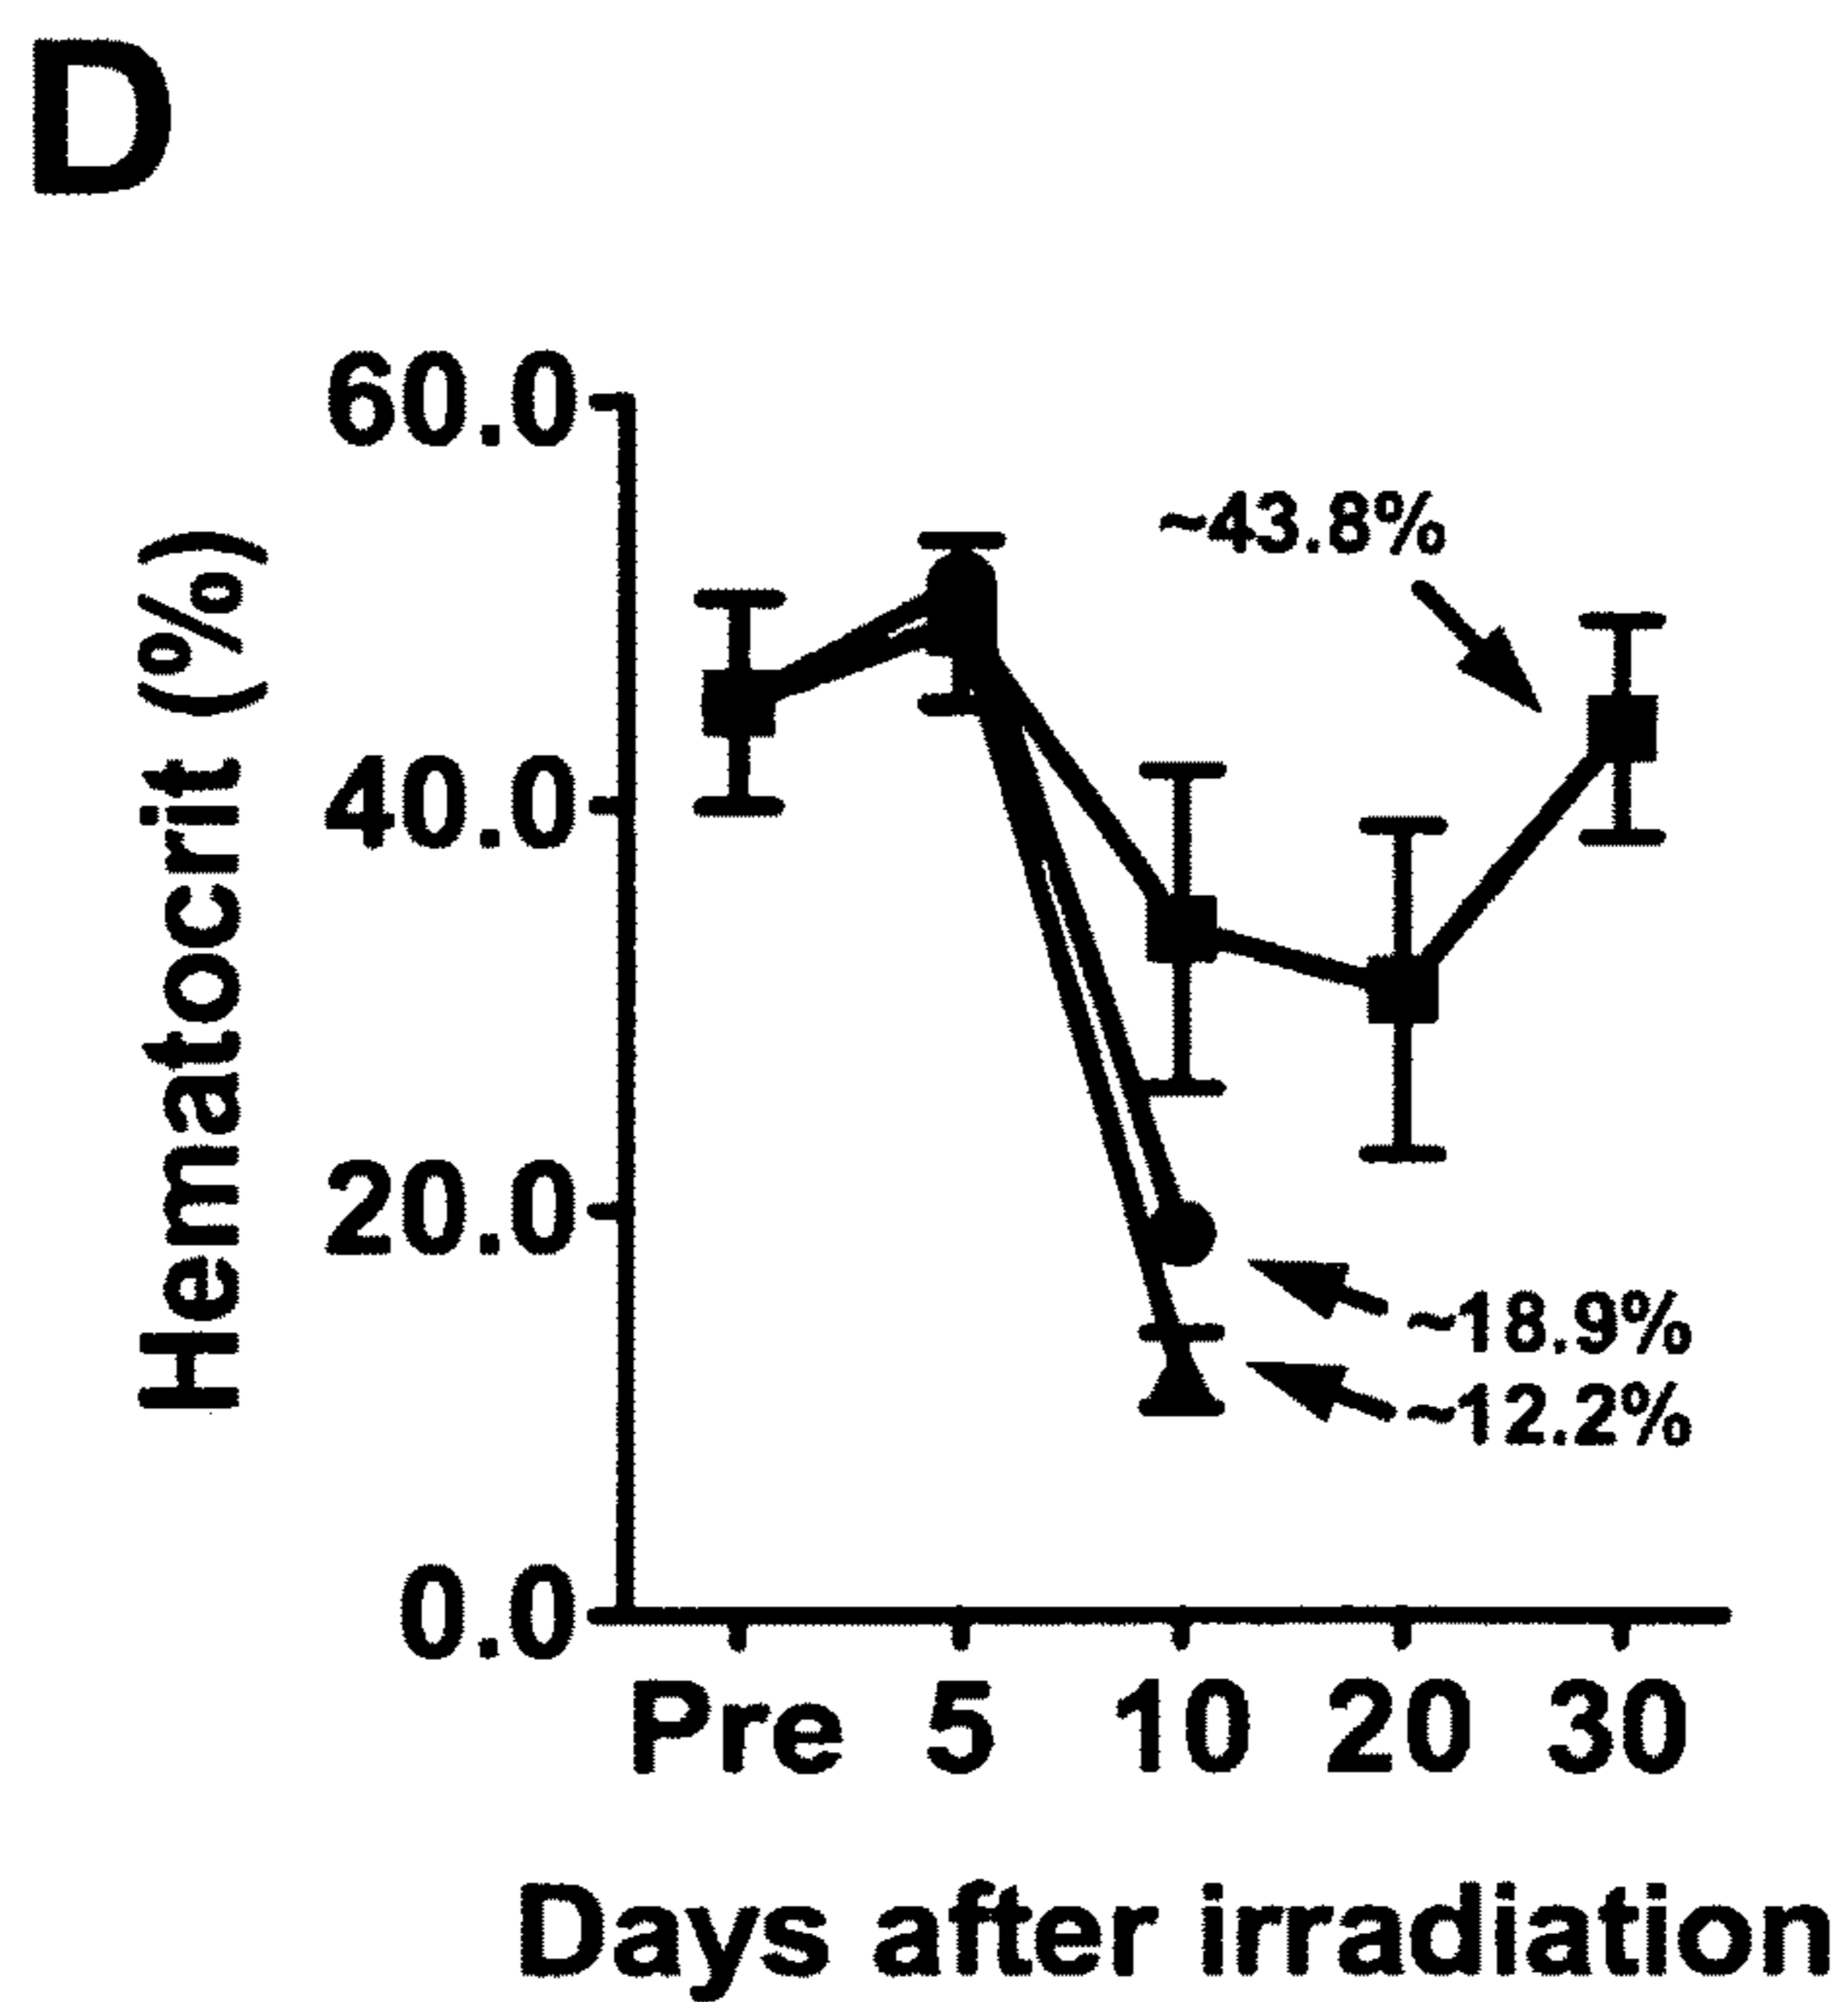 D
60.0
40.0
20.0
0.0
Hematocrit (%)
~43.8%
~18.9%
~12.2%
Pre 5 10 20 30
Days after irradiation